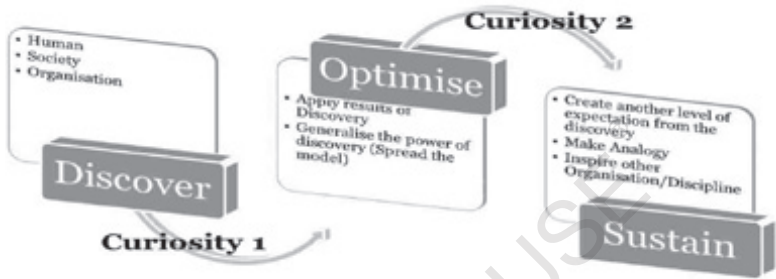 • Human
• Society
• Organisation
Discover
Curiosity 1
Optimise
• Apply results of
Discovery
• Generalise the power of
discovery (Spread the
model)
Curiosity 2
• Create another level of
expectation from the
discovery
• Make Analogy
• Inspire other
Organisation/Discipline
Sustain
USE